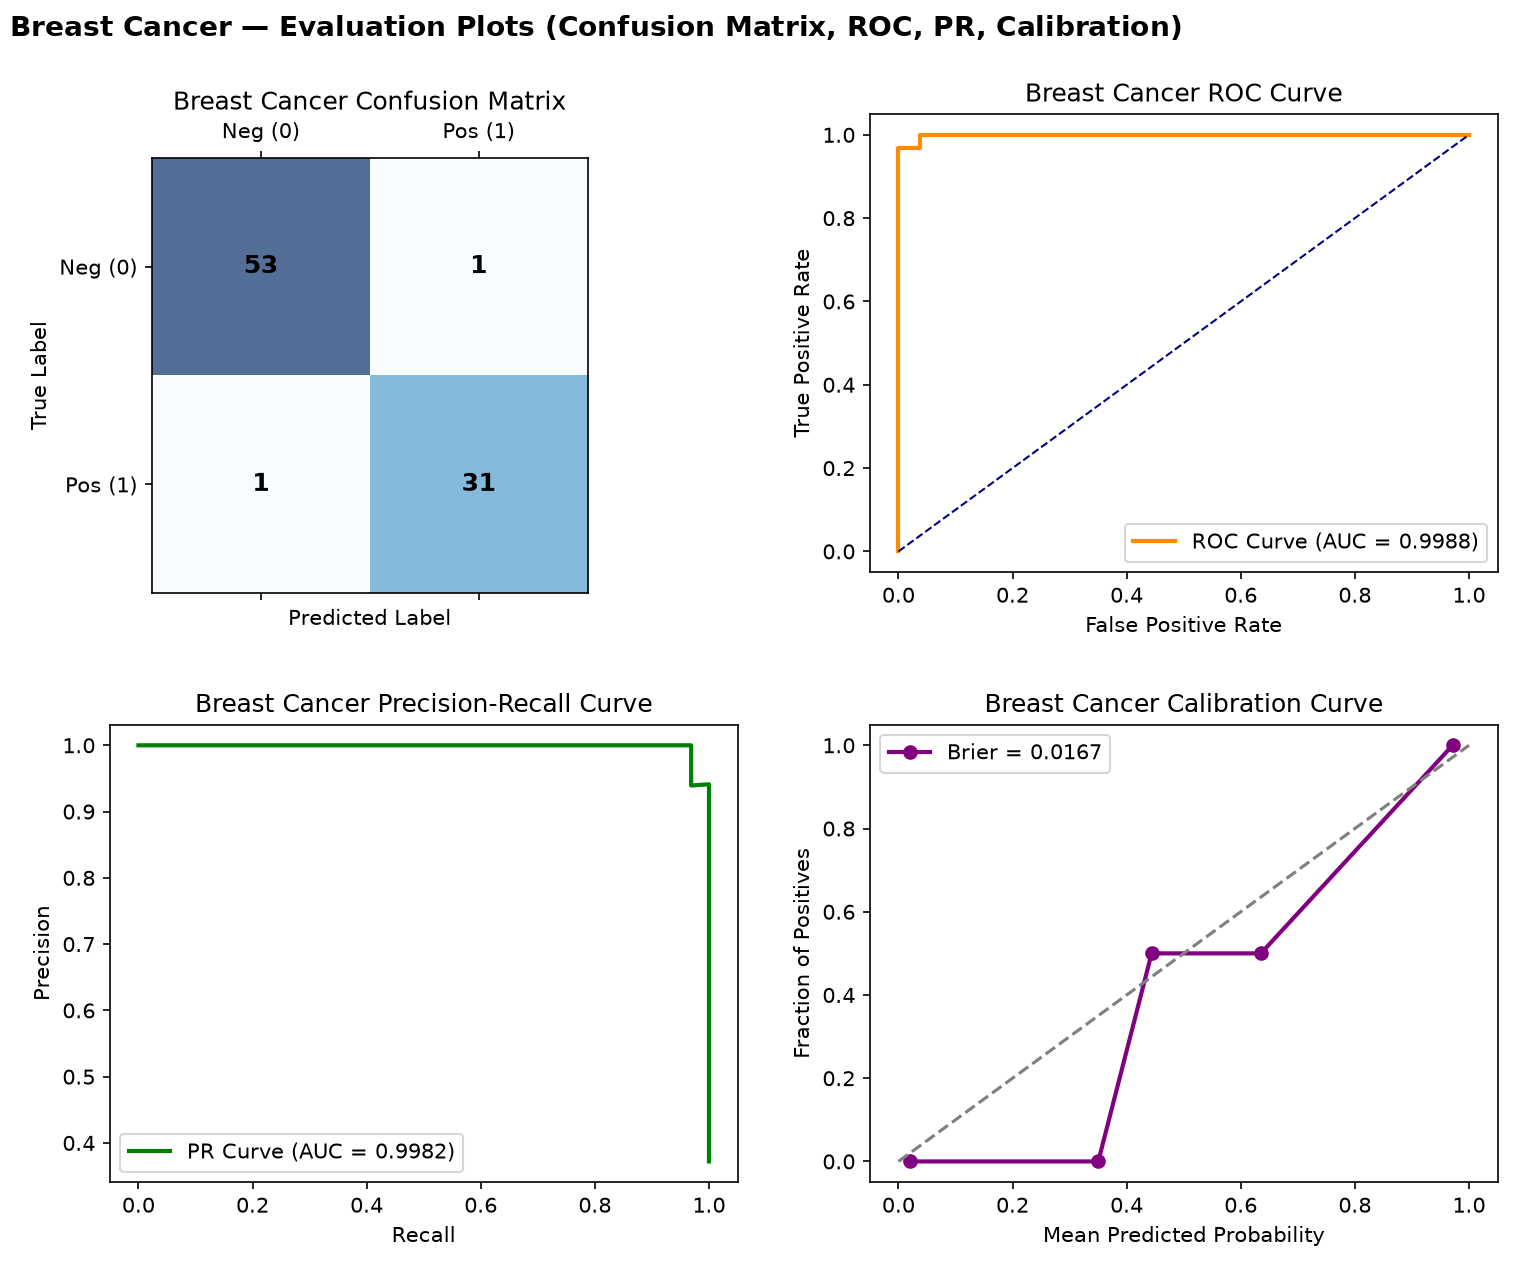 Breast Cancer — Evaluation Plots (Confusion Matrix, ROC, PR, Calibration)
Breast Cancer Confusion Matrix
Neg (0) Pos (1)
True Label
Neg (0)
53 1
Pos (1)
1 31
Predicted Label
Breast Cancer ROC Curve
True Positive Rate
1.0
0.8
0.6
0.4
0.2
0.0
ROC Curve (AUC = 0.9988)
0.0 0.2 0.4 0.6 0.8 1.0
False Positive Rate
Breast Cancer Precision-Recall Curve
Precision
1.0
0.9
0.8
0.7
0.6
0.5
0.4
PR Curve (AUC = 0.9982)
0.0 0.2 0.4 0.6 0.8 1.0
Recall
Breast Cancer Calibration Curve
Brier = 0.0167
Fraction of Positives
1.0
0.8
0.6
0.4
0.2
0.0
0.0 0.2 0.4 0.6 0.8 1.0
Mean Predicted Probability